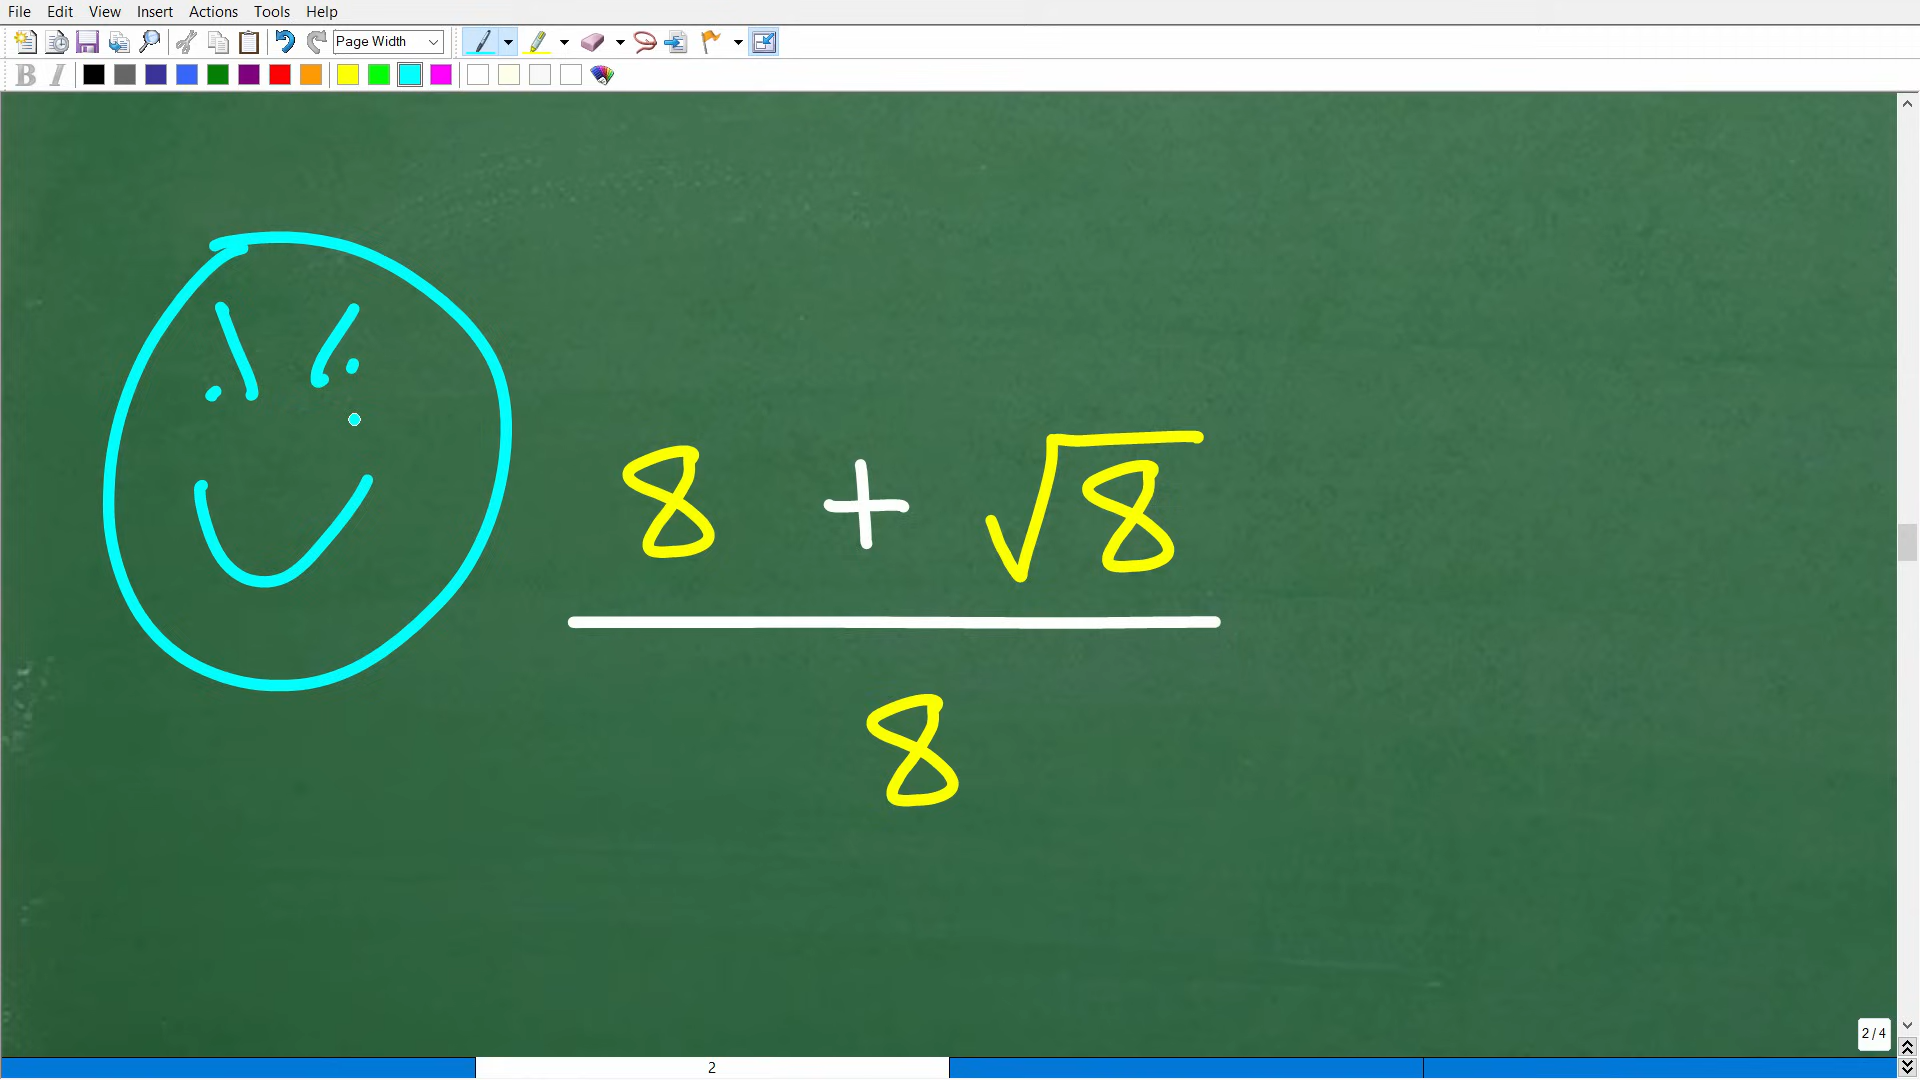 File Edit View Insert Actions Tools Help
Page Width
B I
8 + √8
8
2 / 4
2